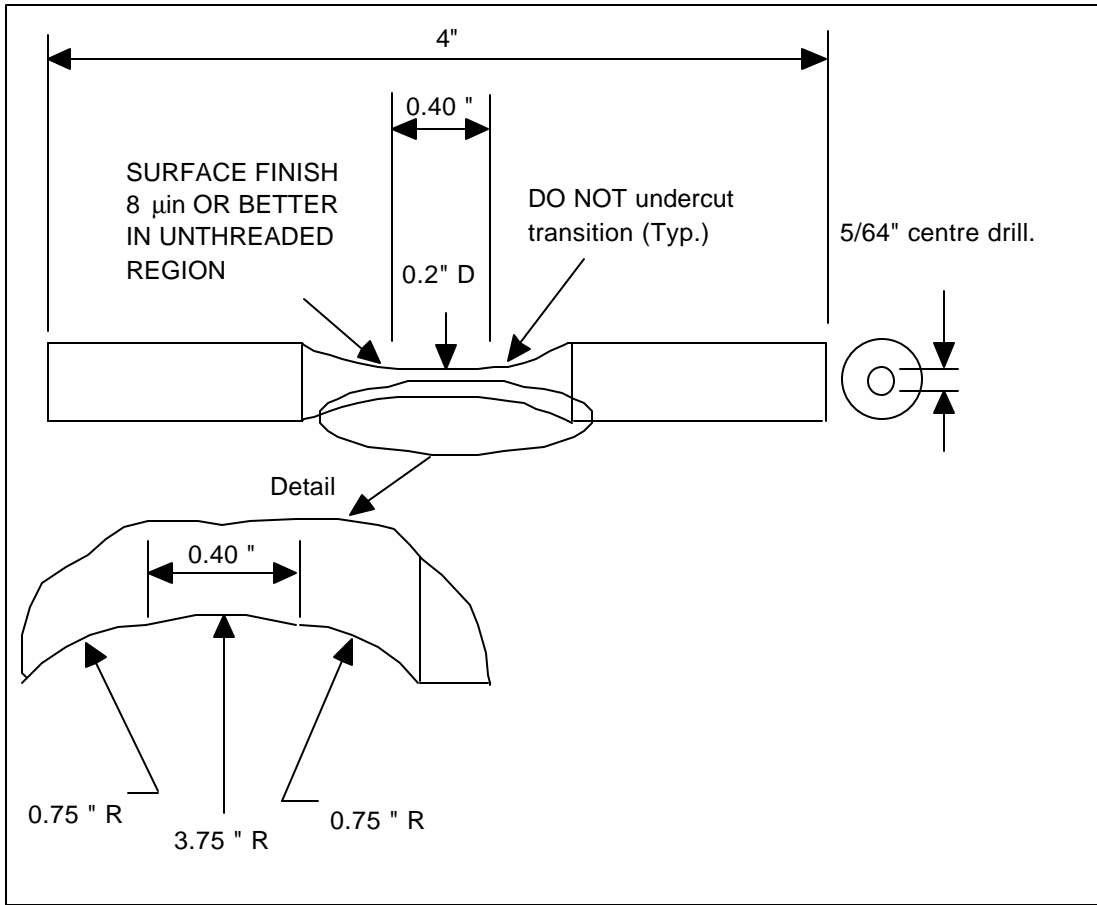 4"
0.40 "
SURFACE FINISH
8 μin OR BETTER
IN UNTHREADED
REGION
DO NOT undercut
transition (Typ.)
5/64" centre drill.
0.2" D
Detail
0.40 "
0.75 " R
3.75 " R
0.75 " R